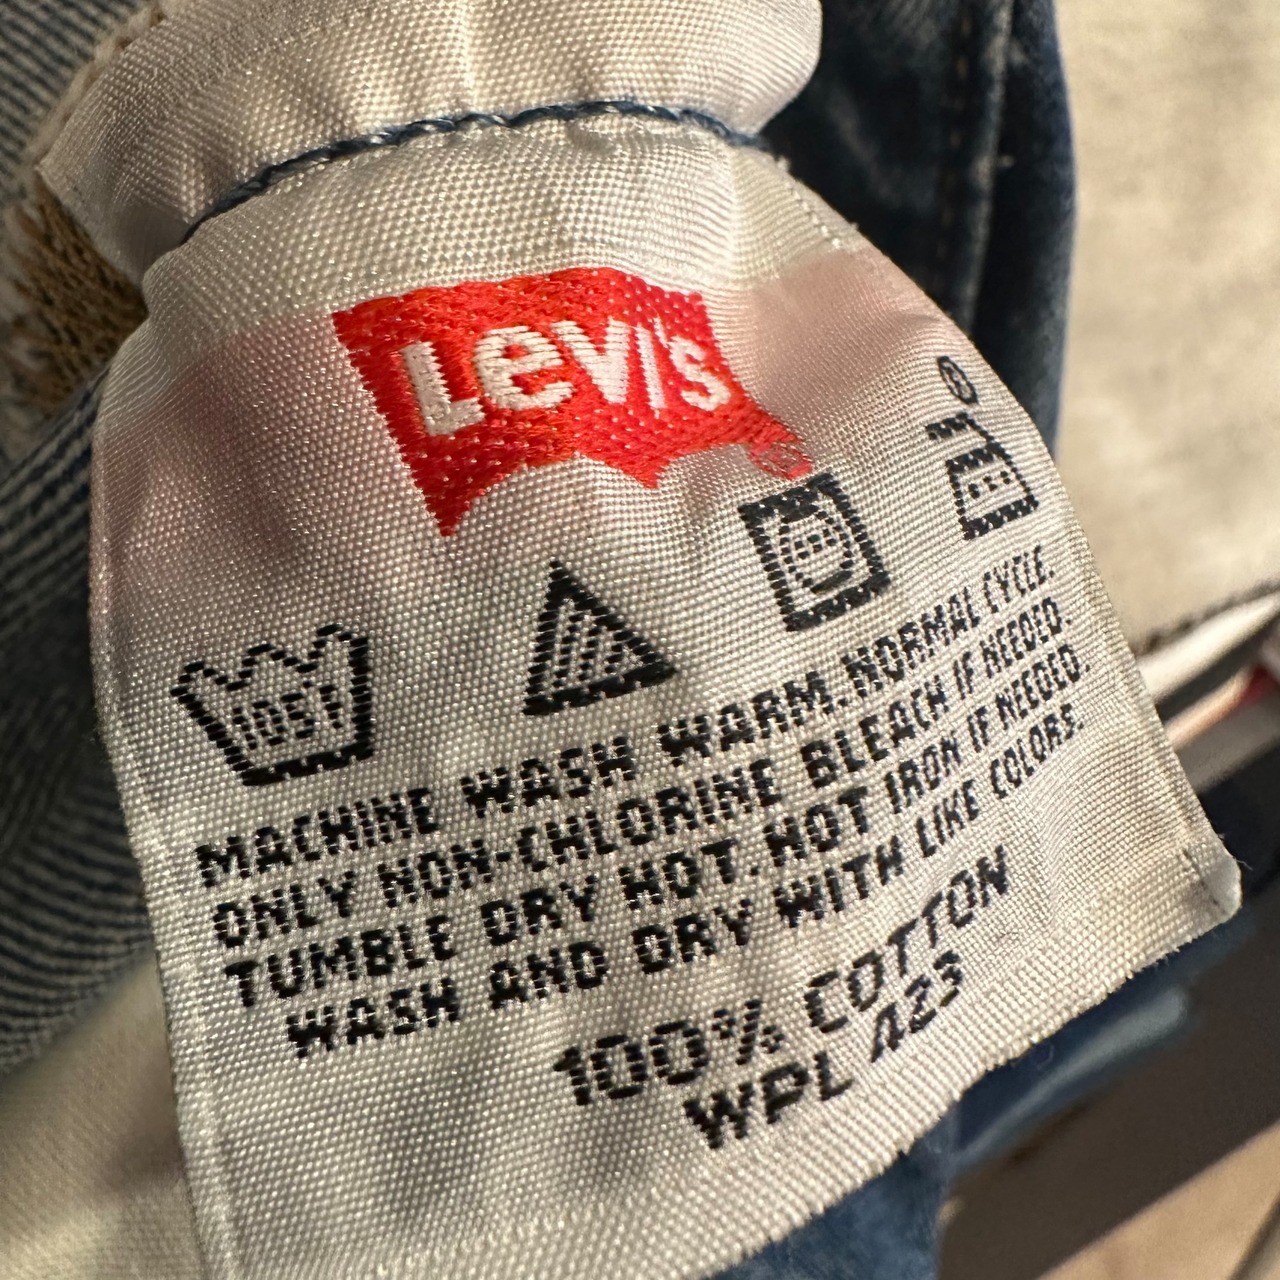 Levi's
®
®
105°F
MACHINE WASH WARM. NORMAL CYCLE.
ONLY NON-CHLORINE BLEACH IF NEEDED.
TUMBLE DRY HOT. HOT IRON IF NEEDED.
WASH AND DRY WITH LIKE COLORS.
100% COTTON
WPL 423